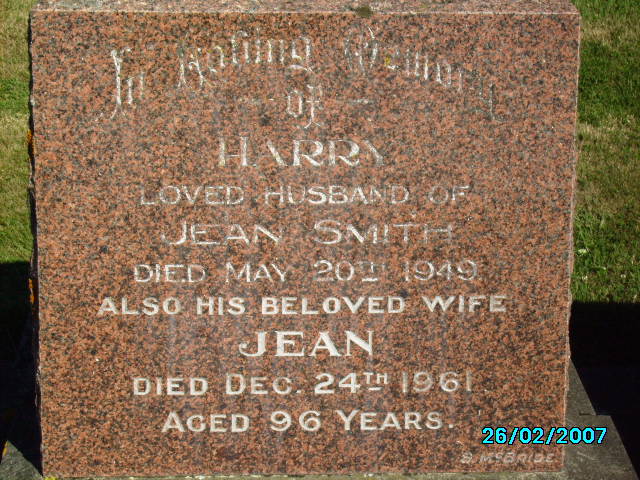 In Loving Memory
of
HARRY
LOVED HUSBAND OF
JEAN SMITH
DIED MAY 20TH 1949
ALSO HIS BELOVED WIFE
JEAN
DIED DEC. 24TH 1961.
AGED 96 YEARS.
26/02/2007
S. MCBRIDE